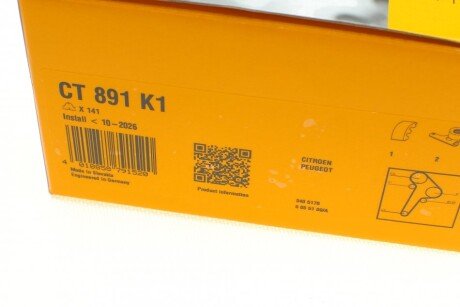 CT 891 K1
X 141
Install < 10-2026
Made in Slovakia
Engineered in Germany
Product Information
CITROEN
PEUGEOT
1 2